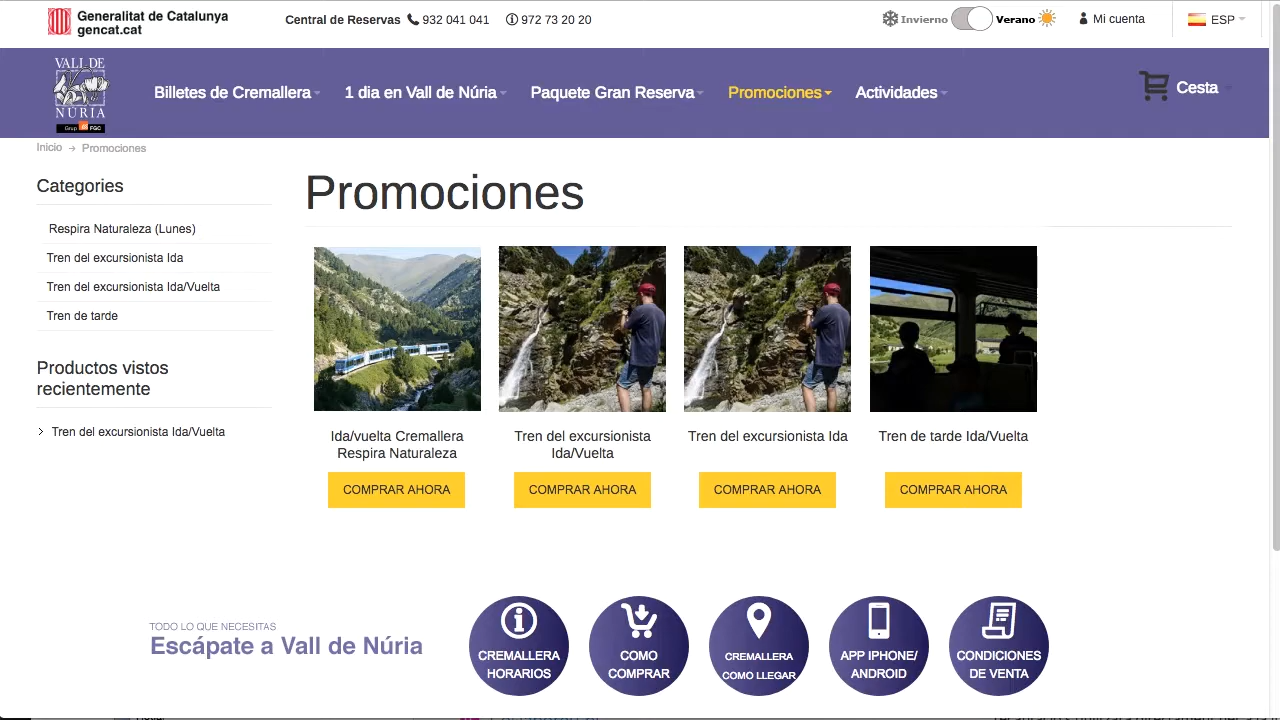 Generalitat de Catalunya
gencat.cat
Central de Reservas 932 041 041 972 73 20 20
Invierno Verano Mi cuenta ESP
VALL DE
NÚRIA
Grup FGC
Billetes de Cremallera 1 dia en Vall de Núria Paquete Gran Reserva Promociones Actividades Cesta
Inicio → Promociones
Categories
Respira Naturaleza (Lunes)
Tren del excursionista Ida
Tren del excursionista Ida/Vuelta
Tren de tarde
Productos vistos
recientemente
Tren del excursionista Ida/Vuelta
Promociones
Ida/vuelta Cremallera
Respira Naturaleza
COMPRAR AHORA
Tren del excursionista
Ida/Vuelta
COMPRAR AHORA
Tren del excursionista Ida
COMPRAR AHORA
Tren de tarde Ida/Vuelta
COMPRAR AHORA
TODO LO QUE NECESITAS
Escápate a Vall de Núria
CREMALLERA
HORARIOS
COMO
COMPRAR
CREMALLERA
COMO LLEGAR
APP IPHONE/
ANDROID
CONDICIONES
DE VENTA